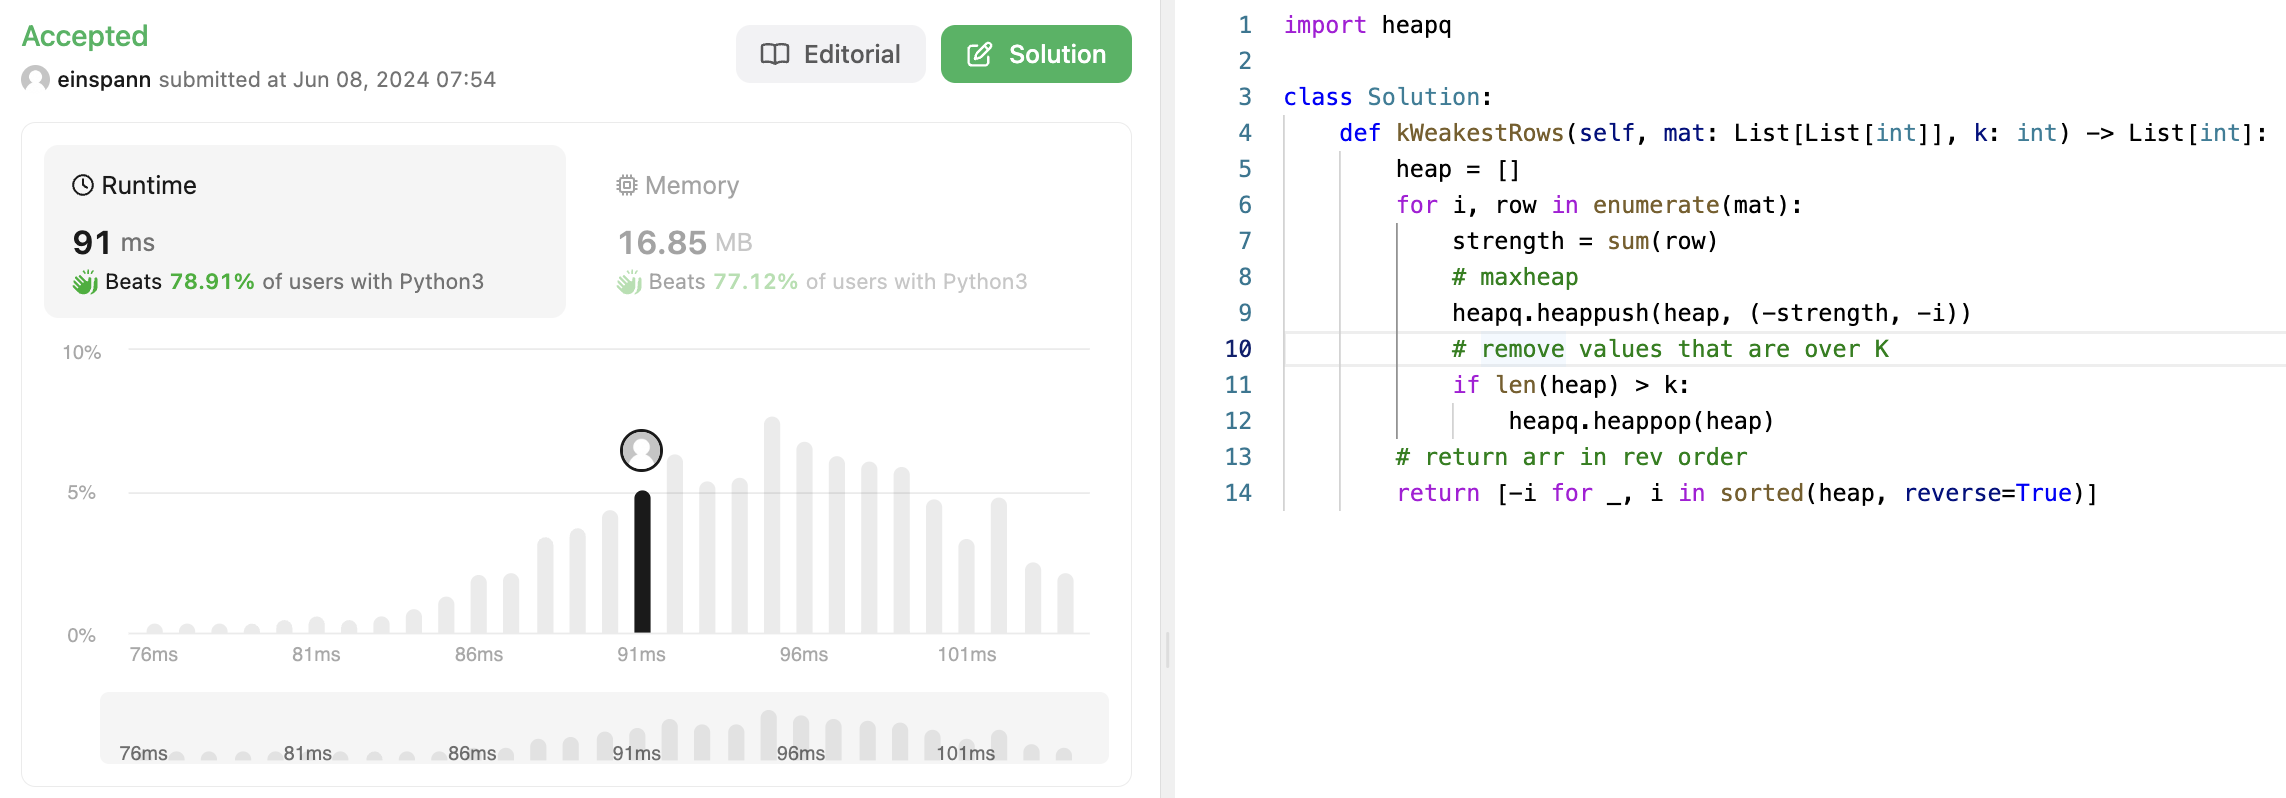 Accepted
einspann submitted at Jun 08, 2024 07:54
Editorial
Solution
Runtime
91 ms
Beats 78.91% of users with Python3
Memory
16.85 MB
Beats 77.12% of users with Python3
10%
5%
0%
76ms 81ms 86ms 91ms 96ms 101ms
76ms 81ms 86ms 91ms 96ms 101ms
1 import heapq
2
3 class Solution:
4     def kWeakestRows(self, mat: List[List[int]], k: int) -> List[int]:
5         heap = []
6         for i, row in enumerate(mat):
7             strength = sum(row)
8             # maxheap
9             heapq.heappush(heap, (-strength, -i))
10             # remove values that are over K
11             if len(heap) > k:
12                 heapq.heappop(heap)
13         # return arr in rev order
14         return [-i for _, i in sorted(heap, reverse=True)]